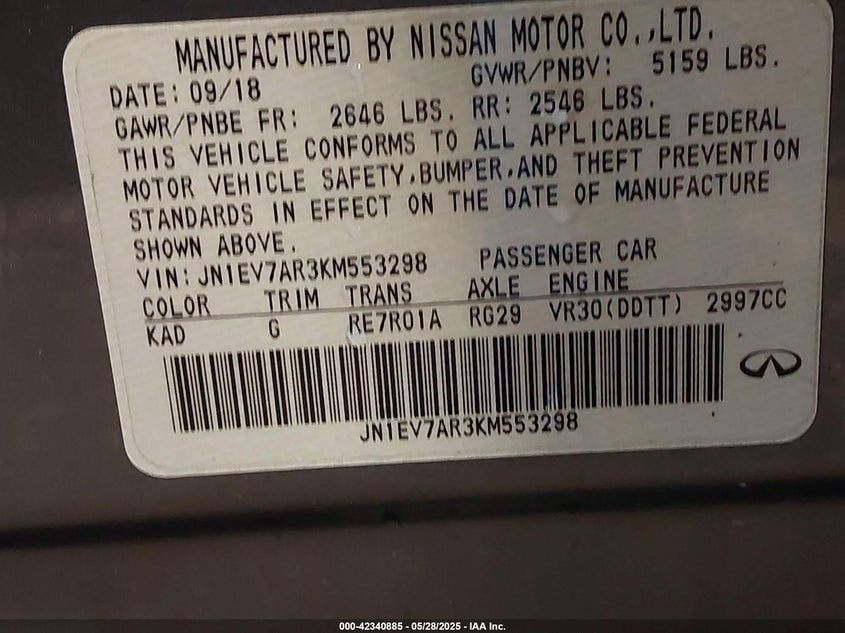 MANUFACTURED BY NISSAN MOTOR CO.,LTD.
DATE: 09/18 GVWR/PNBV: 5159 LBS.
GAWR/PNBE FR: 2646 LBS. RR: 2546 LBS.
THIS VEHICLE CONFORMS TO ALL APPLICABLE FEDERAL
MOTOR VEHICLE SAFETY,BUMPER,AND THEFT PREVENTION
STANDARDS IN EFFECT ON THE DATE OF MANUFACTURE
SHOWN ABOVE.
VIN: JN1EV7AR3KM553298 PASSENGER CAR
COLOR TRIM TRANS AXLE ENGINE
KAD G RE7R01A RG29 VR30(DDTT) 2997CC
JN1EV7AR3KM553298
000-42340885 - 05/28/2025 - IAA Inc.